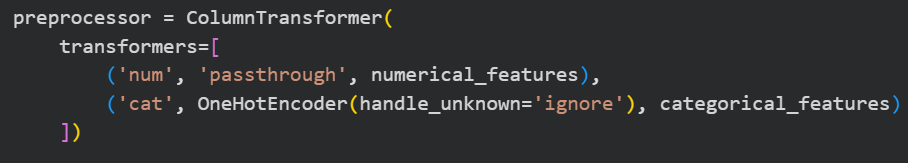 preprocessor = ColumnTransformer(
    transformers=[
        ('num', 'passthrough', numerical_features),
        ('cat', OneHotEncoder(handle_unknown='ignore'), categorical_features)
    ])